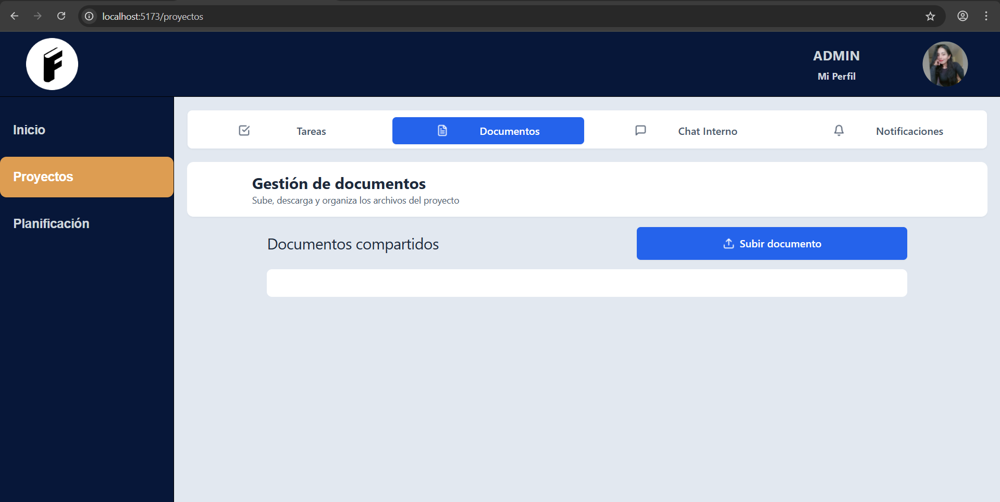 localhost:5173/proyectos
F
ADMIN
Mi Perfil
Inicio
Proyectos
Planificación
Tareas
Documentos
Chat Interno
Notificaciones
Gestión de documentos
Sube, descarga y organiza los archivos del proyecto
Documentos compartidos
Subir documento